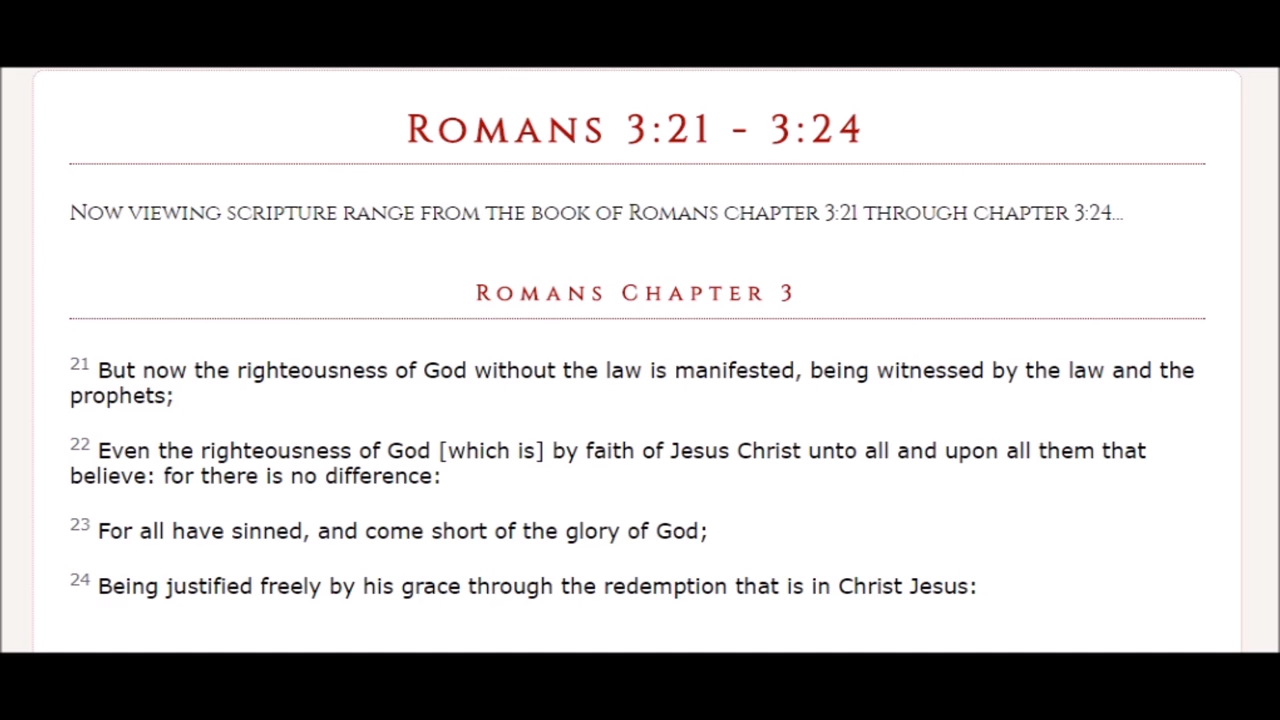 Romans 3:21 - 3:24
Now viewing scripture range from the book of Romans chapter 3:21 through chapter 3:24...
Romans Chapter 3
21 But now the righteousness of God without the law is manifested, being witnessed by the law and the
prophets;
22 Even the righteousness of God [which is] by faith of Jesus Christ unto all and upon all them that
believe: for there is no difference:
23 For all have sinned, and come short of the glory of God;
24 Being justified freely by his grace through the redemption that is in Christ Jesus: